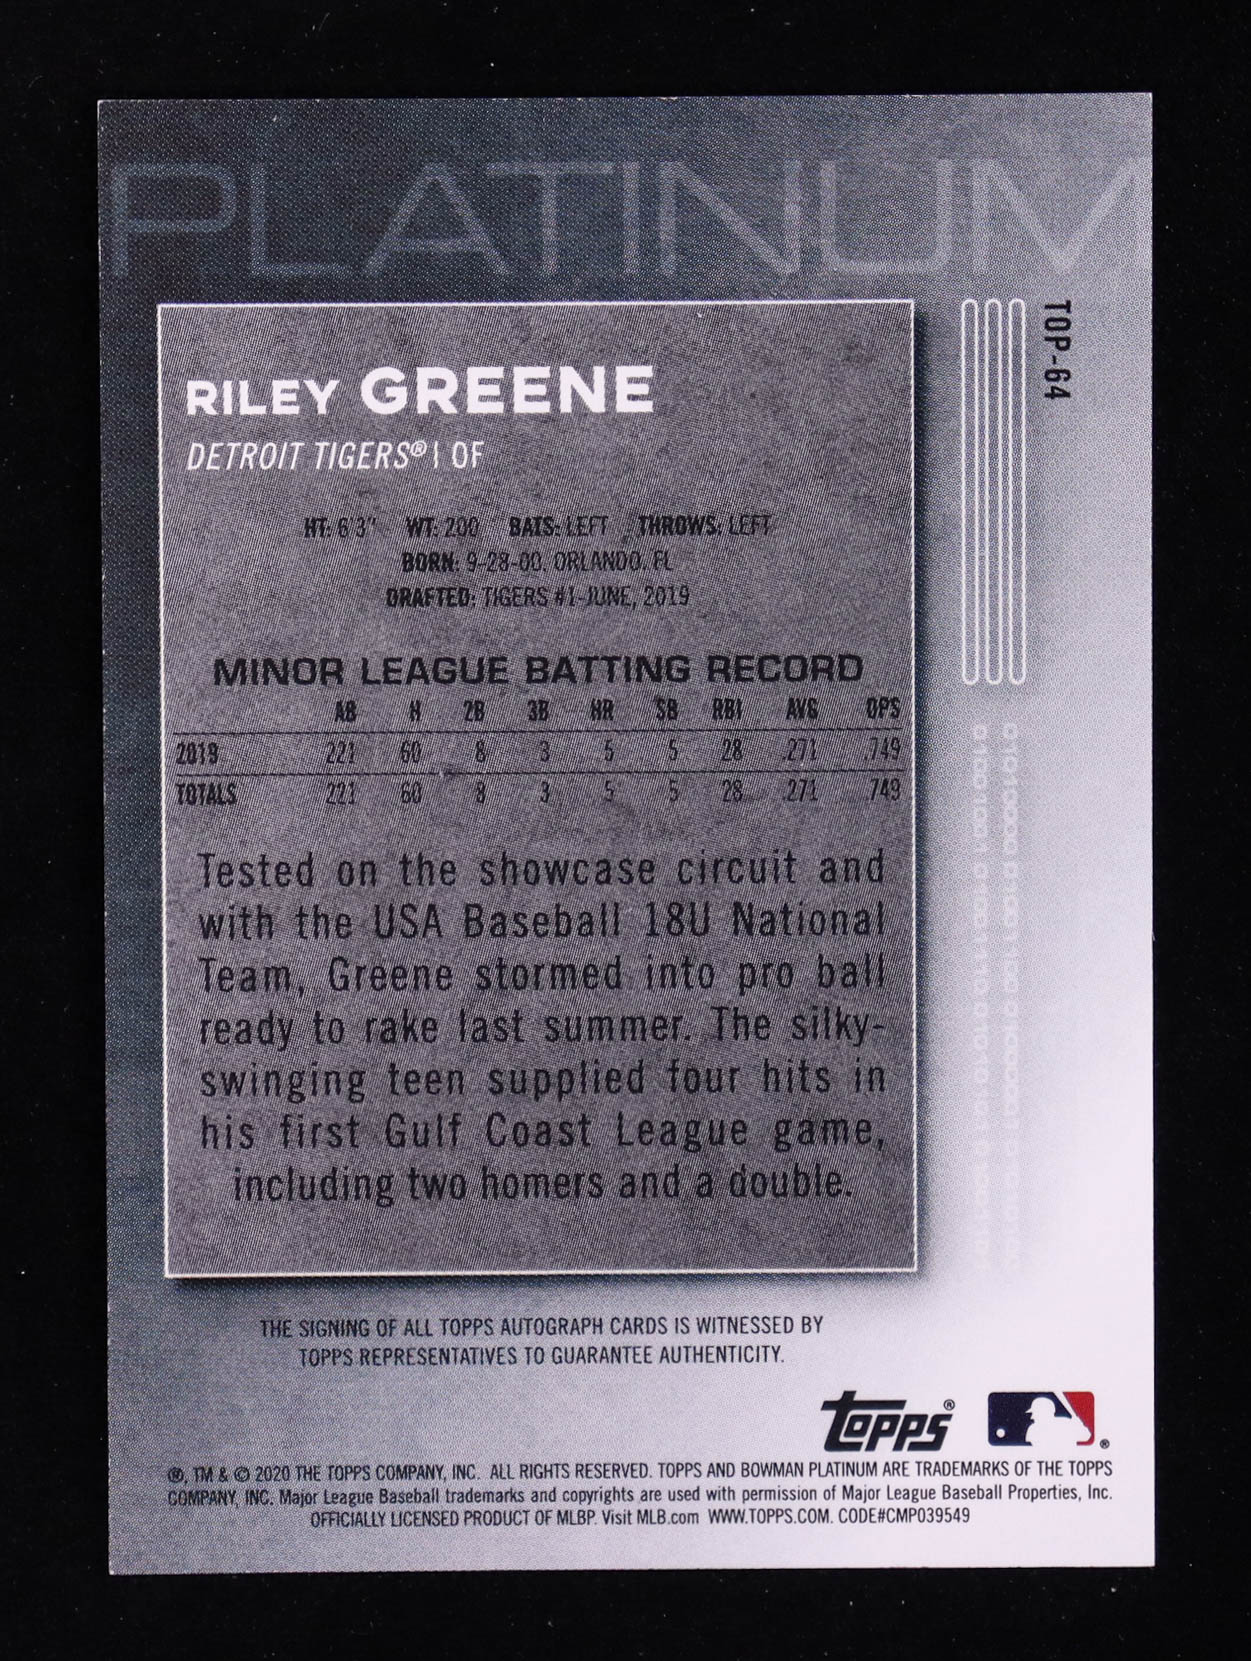 PLATINUM
TOP-64
RILEY GREENE
DETROIT TIGERS® | OF
HT: 6'3" WT: 200 BATS: LEFT THROWS: LEFT
BORN: 9-28-00, ORLANDO, FL
DRAFTED: TIGERS #1-JUNE, 2019
MINOR LEAGUE BATTING RECORD
AB H 2B 3B HR SB RBI AVG OPS
2019 221 60 8 3 5 5 28 .271 .749
TOTALS 221 60 8 3 5 5 28 .271 .749
Tested on the showcase circuit and
with the USA Baseball 18U National
Team, Greene stormed into pro ball
ready to rake last summer. The silky-
swinging teen supplied four hits in
his first Gulf Coast League game,
including two homers and a double.
THE SIGNING OF ALL TOPPS AUTOGRAPH CARDS IS WITNESSED BY
TOPPS REPRESENTATIVES TO GUARANTEE AUTHENTICITY.
topps®
®
®, TM & © 2020 THE TOPPS COMPANY, INC. ALL RIGHTS RESERVED. TOPPS AND BOWMAN PLATINUM ARE TRADEMARKS OF THE TOPPS
COMPANY, INC. Major League Baseball trademarks and copyrights are used with permission of Major League Baseball Properties, Inc.
OFFICIALLY LICENSED PRODUCT OF MLBP. Visit MLB.com WWW.TOPPS.COM. CODE#CMP039549